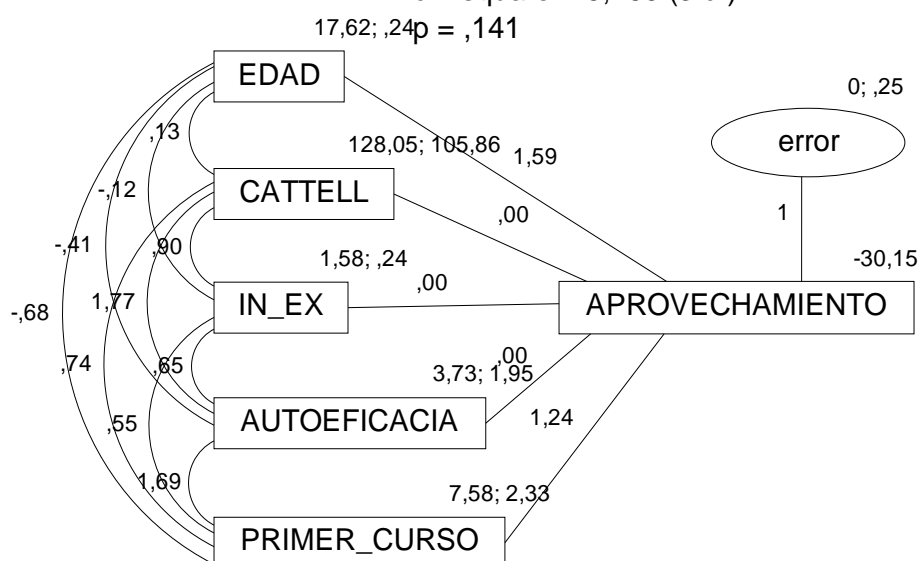 17,62; ,24
p = ,141
EDAD
0; ,25
error
,13
128,05; 105,86
1,59
-,12
CATTELL
,00
1
-,41
,90
1,58; ,24
-30,15
,00
-,68
1,77
IN_EX
APROVECHAMIENTO
,00
,74
,65
3,73; 1,95
AUTOEFICACIA
,55
1,24
1,69
7,58; 2,33
PRIMER_CURSO